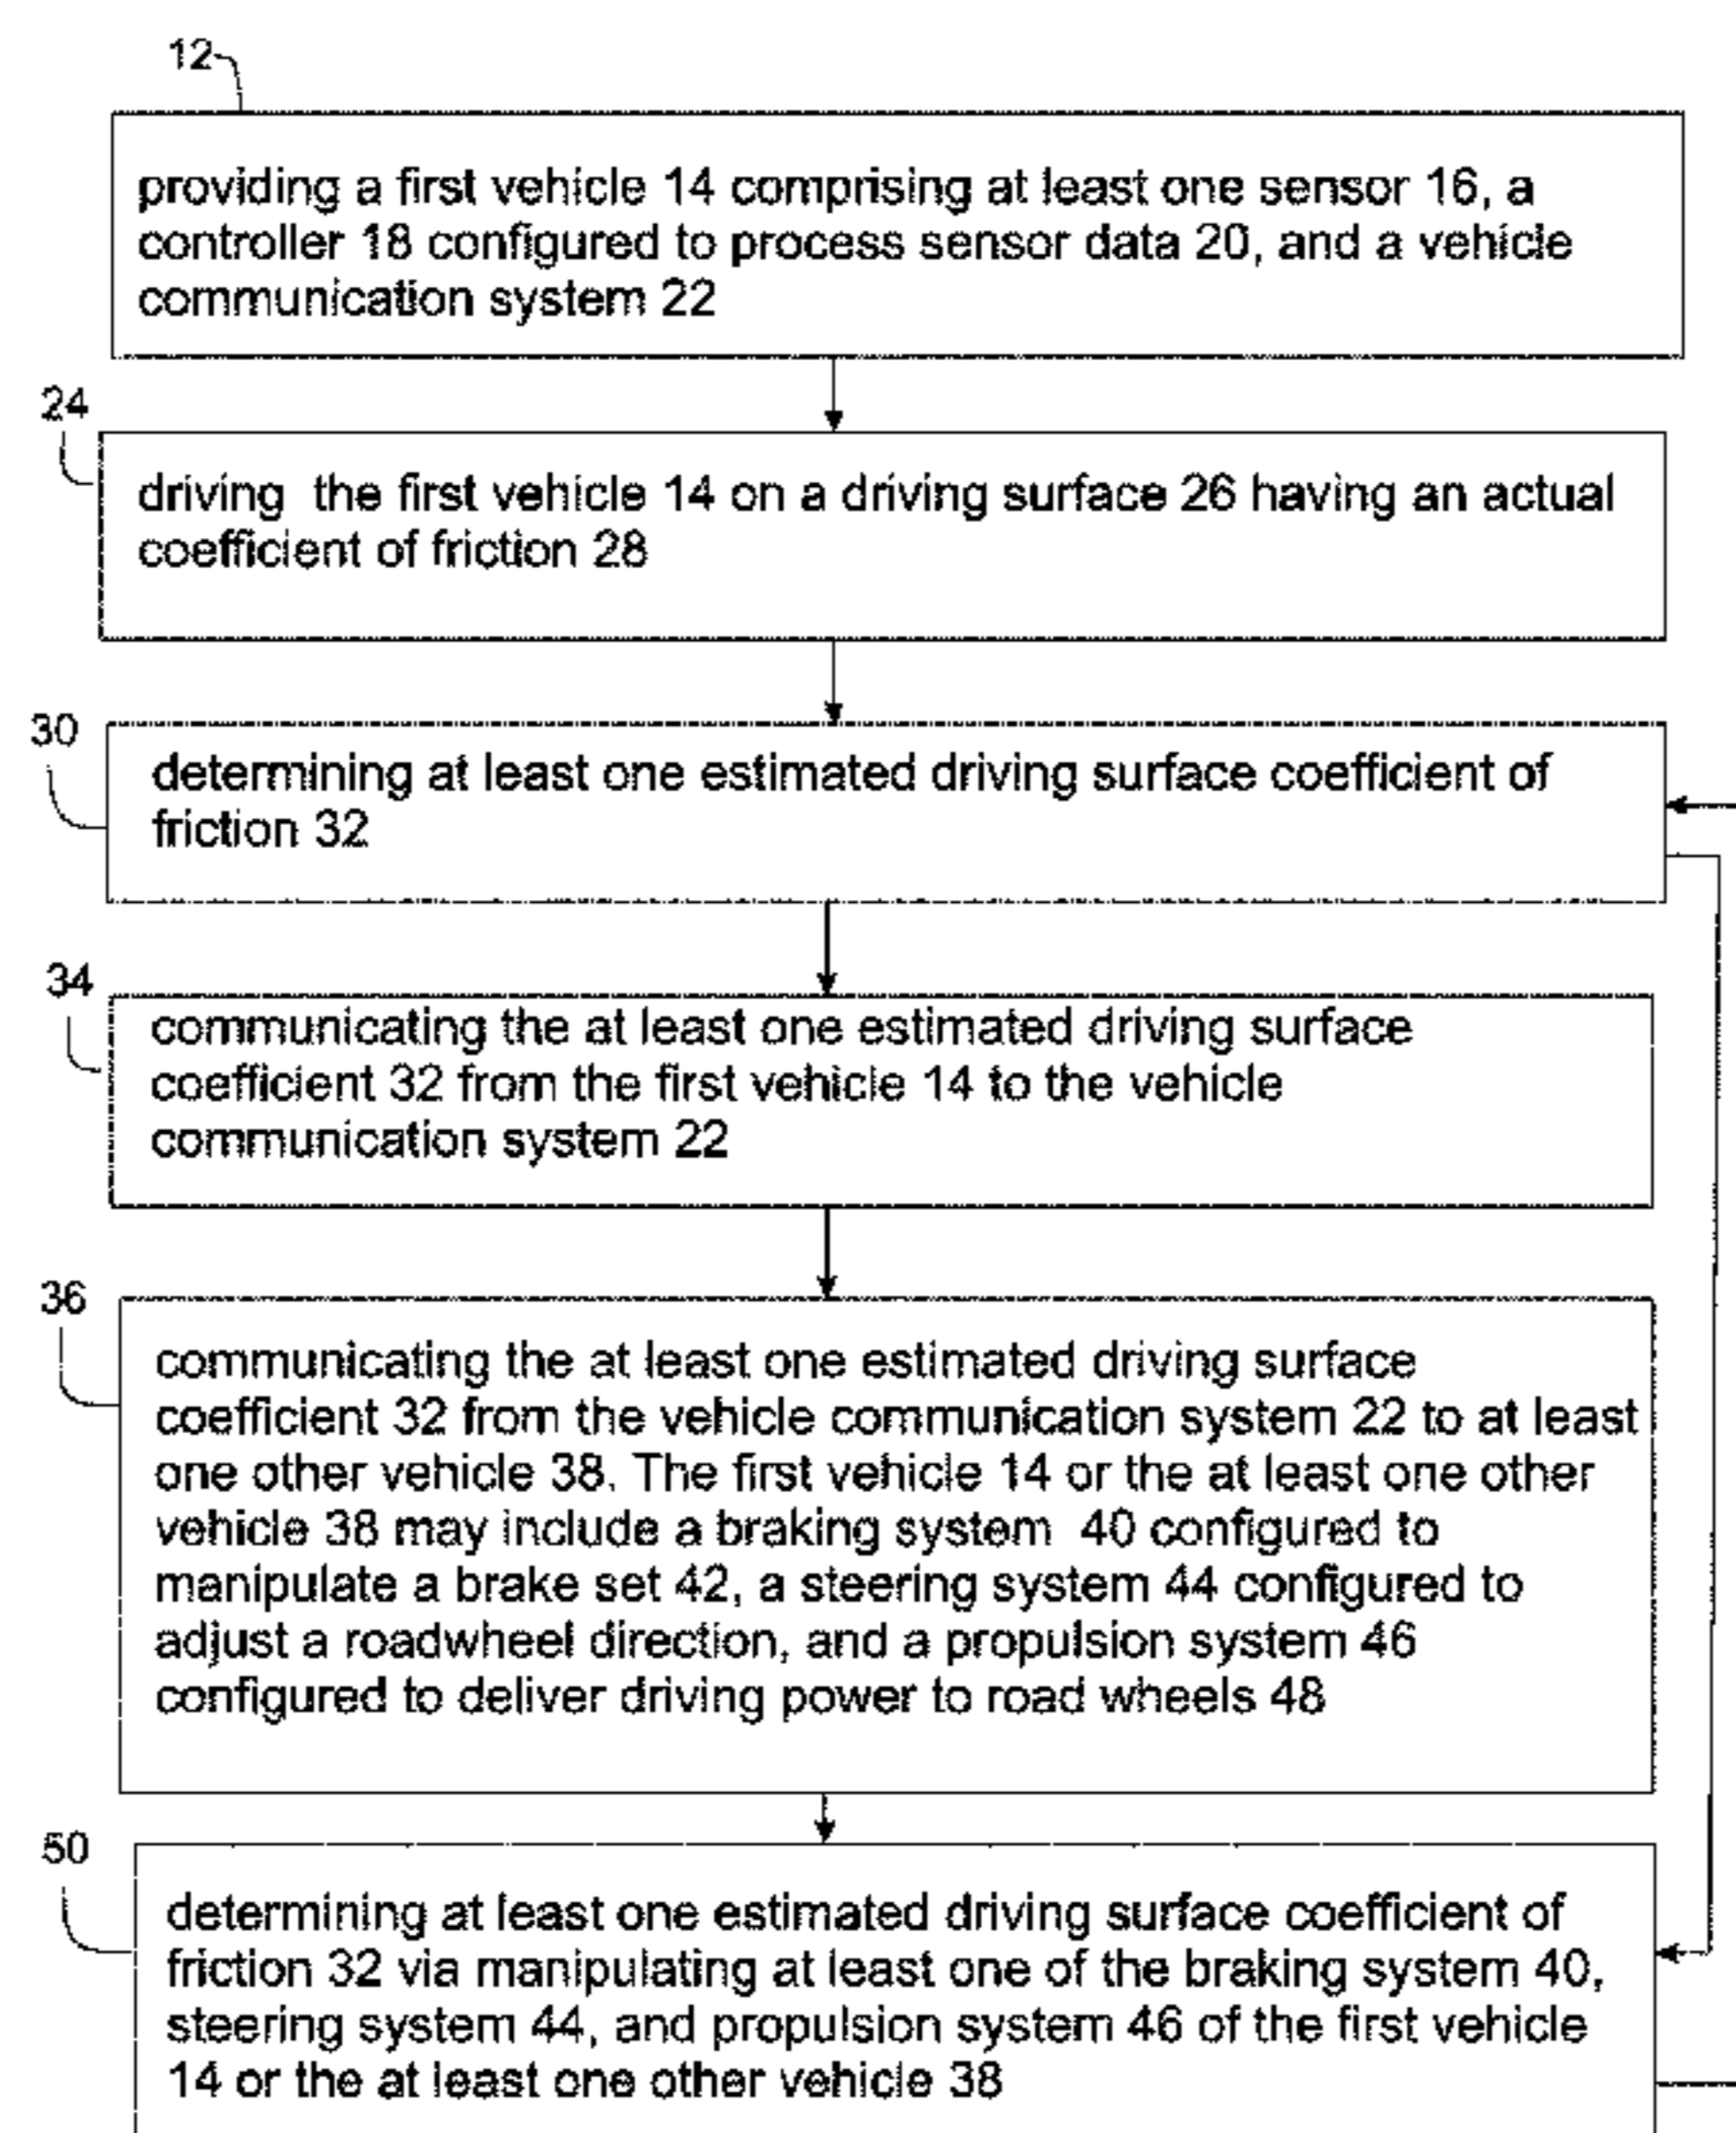 12
providing a first vehicle 14 comprising at least one sensor 16, a
controller 18 configured to process sensor data 20, and a vehicle
communication system 22
24
driving the first vehicle 14 on a driving surface 26 having an actual
coefficient of friction 28
30
determining at least one estimated driving surface coefficient of
friction 32
34
communicating the at least one estimated driving surface
coefficient 32 from the first vehicle 14 to the vehicle
communication system 22
36
communicating the at least one estimated driving surface
coefficient 32 from the vehicle communication system 22 to at least
one other vehicle 38. The first vehicle 14 or the at least one other
vehicle 38 may include a braking system 40 configured to
manipulate a brake set 42, a steering system 44 configured to
adjust a roadwheel direction, and a propulsion system 46
configured to deliver driving power to road wheels 48
50
determining at least one estimated driving surface coefficient of
friction 32 via manipulating at least one of the braking system 40,
steering system 44, and propulsion system 46 of the first vehicle
14 or the at least one other vehicle 38